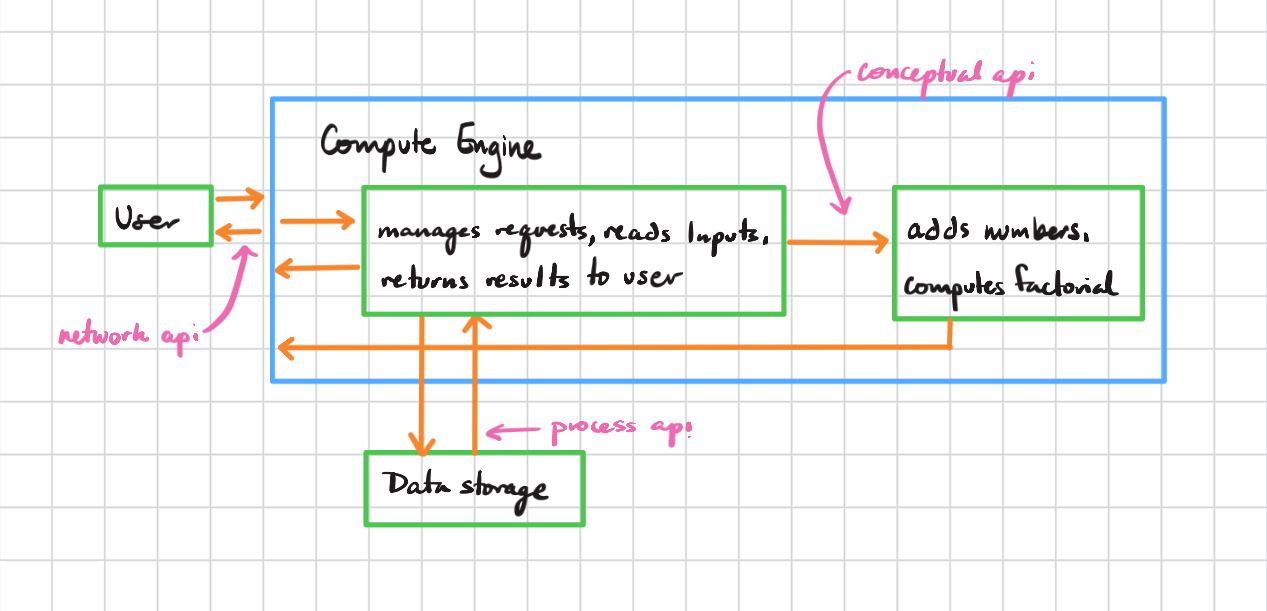 conceptual api
Compute Engine
User
manages requests, reads Inputs,
returns results to user
adds numbers,
computes factorial
network api
process api
Data storage